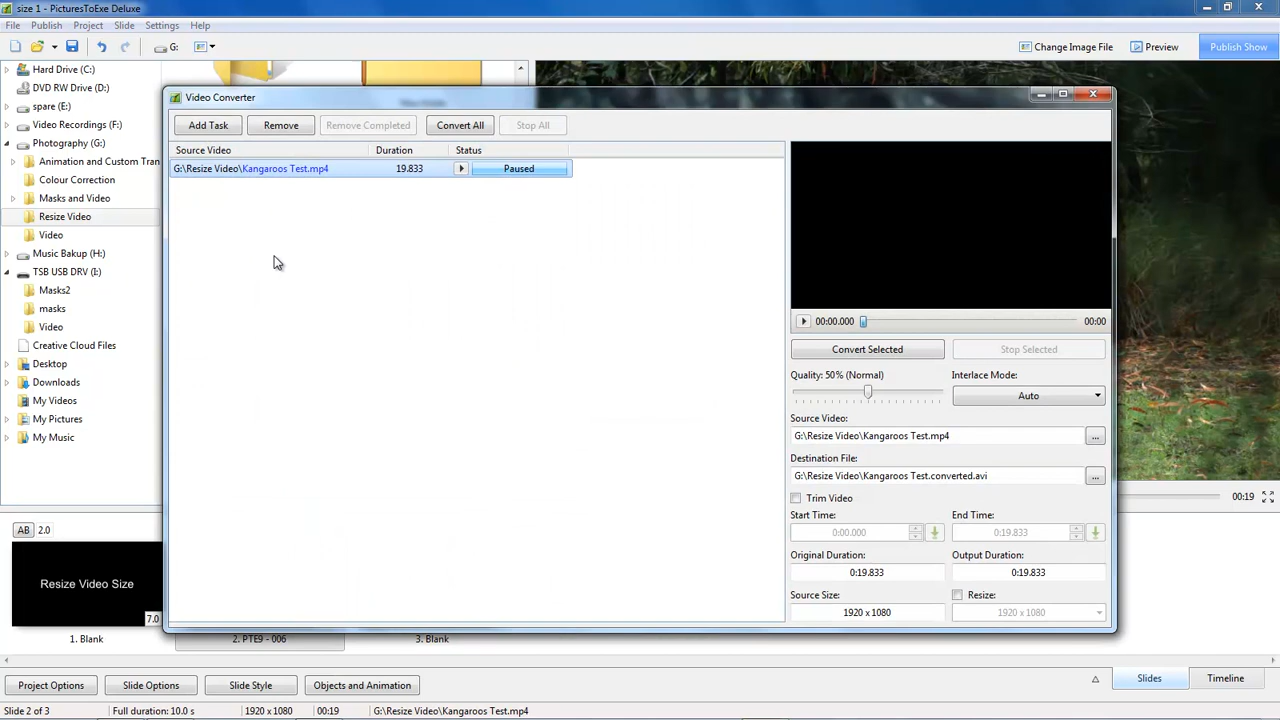 size 1 - PicturesToExe Deluxe
File Publish Project Slide Settings Help
G: Change Image File Preview Publish Show
Hard Drive (C:)
DVD RW Drive (D:)
spare (E:)
Video Recordings (F:)
Photography (G:)
Animation and Custom Tran
Colour Correction
Masks and Video
Resize Video
Video
Music Bakup (H:)
TSB USB DRV (I:)
Masks2
masks
Video
Creative Cloud Files
Desktop
Downloads
My Videos
My Pictures
My Music
Video Converter
Add Task Remove Remove Completed Convert All Stop All
Source Video Duration Status
G:\Resize Video\Kangaroos Test.mp4 19.833 Paused
00:00.000 00:00
Convert Selected Stop Selected
Quality: 50% (Normal) Interlace Mode:
Auto
Source Video:
G:\Resize Video\Kangaroos Test.mp4 ...
Destination File:
G:\Resize Video\Kangaroos Test.converted.avi ...
Trim Video
Start Time: End Time:
0:00.000 0:19.833
Original Duration: Output Duration:
0:19.833 0:19.833
Source Size: Resize:
1920 x 1080 1920 x 1080
00:19
AB 2.0
Resize Video Size
7.0
1. Blank 2. PTE9 - 006 3. Blank
Project Options Slide Options Slide Style Objects and Animation Slides Timeline
Slide 2 of 3 Full duration: 10.0 s 1920 x1080 00:19 G:\Resize Video\Kangaroos Test.mp4